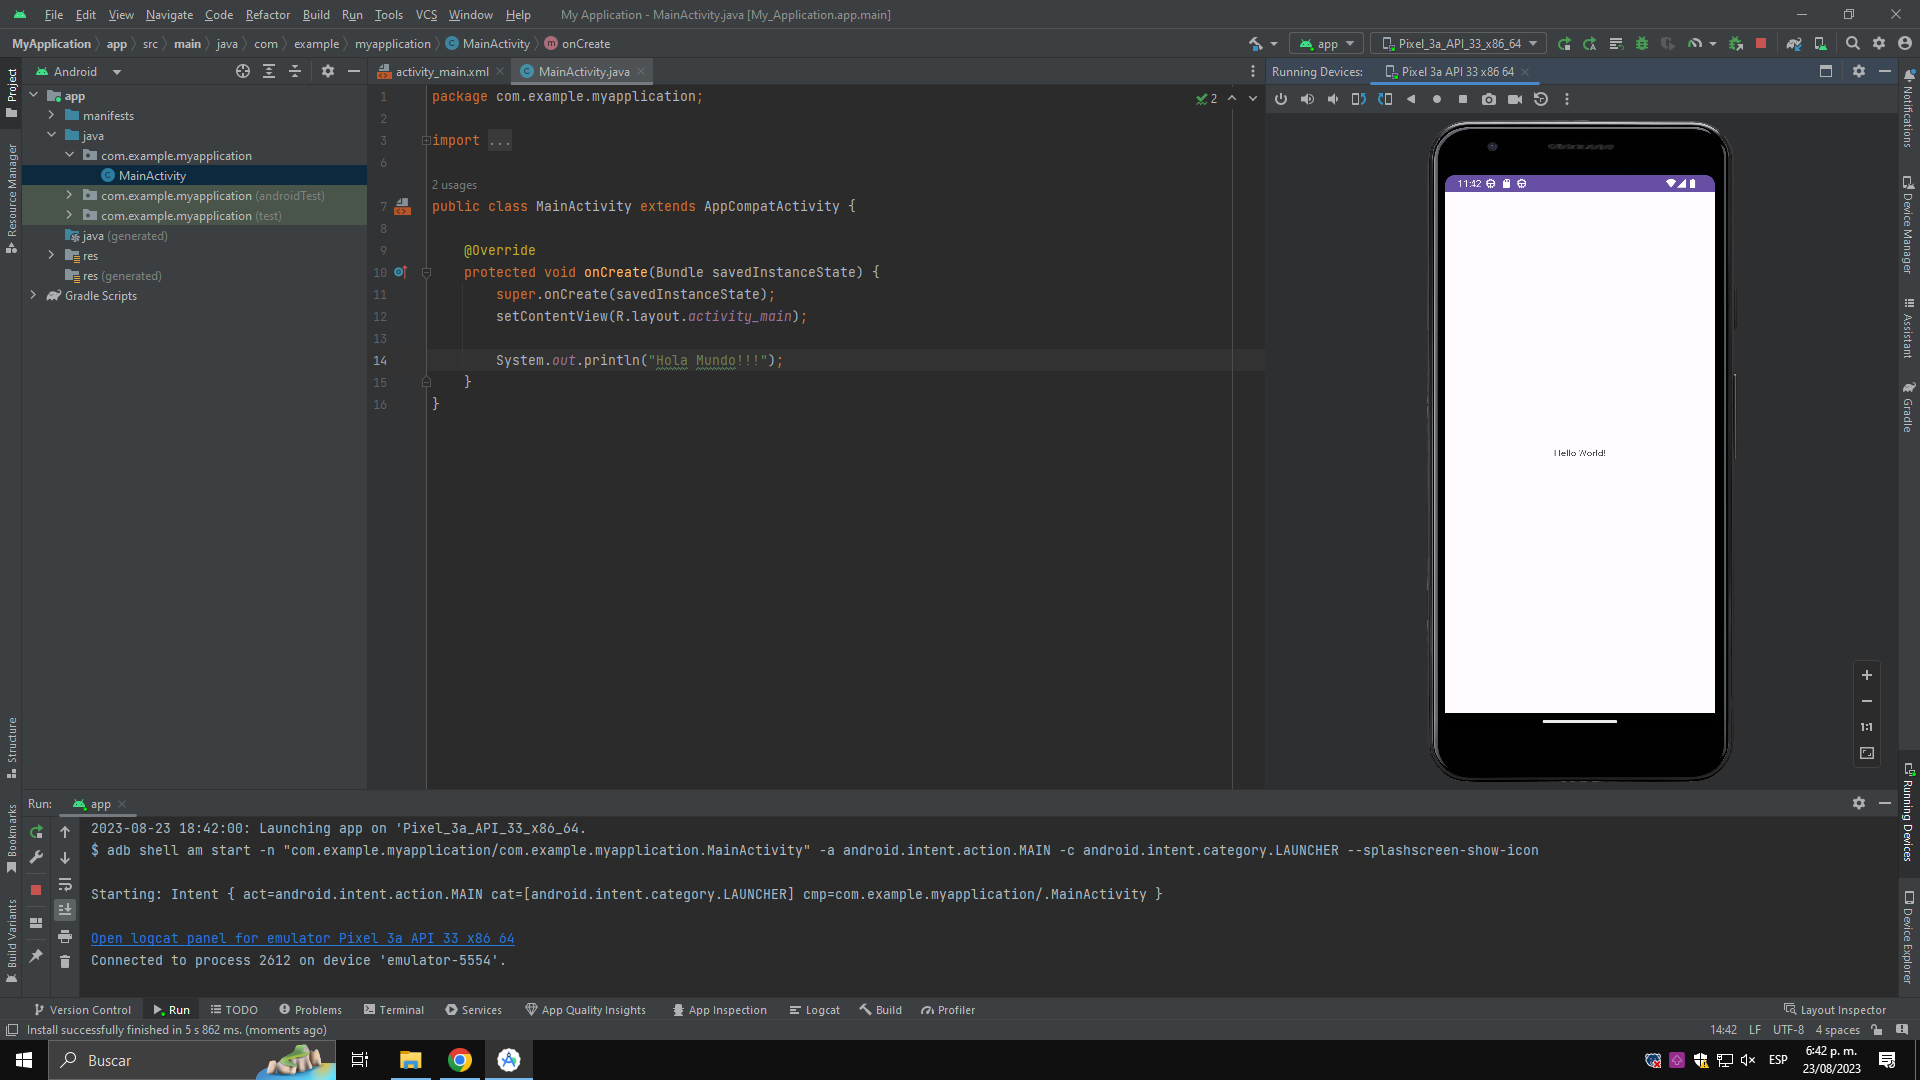 File Edit View Navigate Code Refactor Build Run Tools VCS Window Help My Application - MainActivity.java [My_Application.app.main]
MyApplication app src main java com example myapplication MainActivity onCreate app Pixel_3a_API_33_x86_64
Android
activity_main.xml MainActivity.java
Running Devices: Pixel 3a API 33 x86 64
Project
Resource Manager
Structure
Bookmarks
Build Variants
app
manifests
java
com.example.myapplication
MainActivity
com.example.myapplication (androidTest)
com.example.myapplication (test)
java (generated)
res
res (generated)
Gradle Scripts
1 package com.example.myapplication; 2
2
3 import ...
6
2 usages
7 public class MainActivity extends AppCompatActivity {
8
9 @Override
10 protected void onCreate(Bundle savedInstanceState) {
11 super.onCreate(savedInstanceState);
12 setContentView(R.layout.activity_main);
13
14 System.out.println("Hola Mundo!!!");
15 }
16 }
11:42
Hello World!
1:1
Notifications
Device Manager
Assistant
Gradle
Running Devices
Device Explorer
Run: app
2023-08-23 18:42:00: Launching app on 'Pixel_3a_API_33_x86_64.
$ adb shell am start -n "com.example.myapplication/com.example.myapplication.MainActivity" -a android.intent.action.MAIN -c android.intent.category.LAUNCHER --splashscreen-show-icon
Starting: Intent { act=android.intent.action.MAIN cat=[android.intent.category.LAUNCHER] cmp=com.example.myapplication/.MainActivity }
Open logcat panel for emulator Pixel 3a API 33 x86 64
Connected to process 2612 on device 'emulator-5554'.
Version Control Run TODO Problems Terminal Services App Quality Insights App Inspection Logcat Build Profiler Layout Inspector
Install successfully finished in 5 s 862 ms. (moments ago) 14:42 LF UTF-8 4 spaces
Buscar ESP 6:42 p. m.
23/08/2023